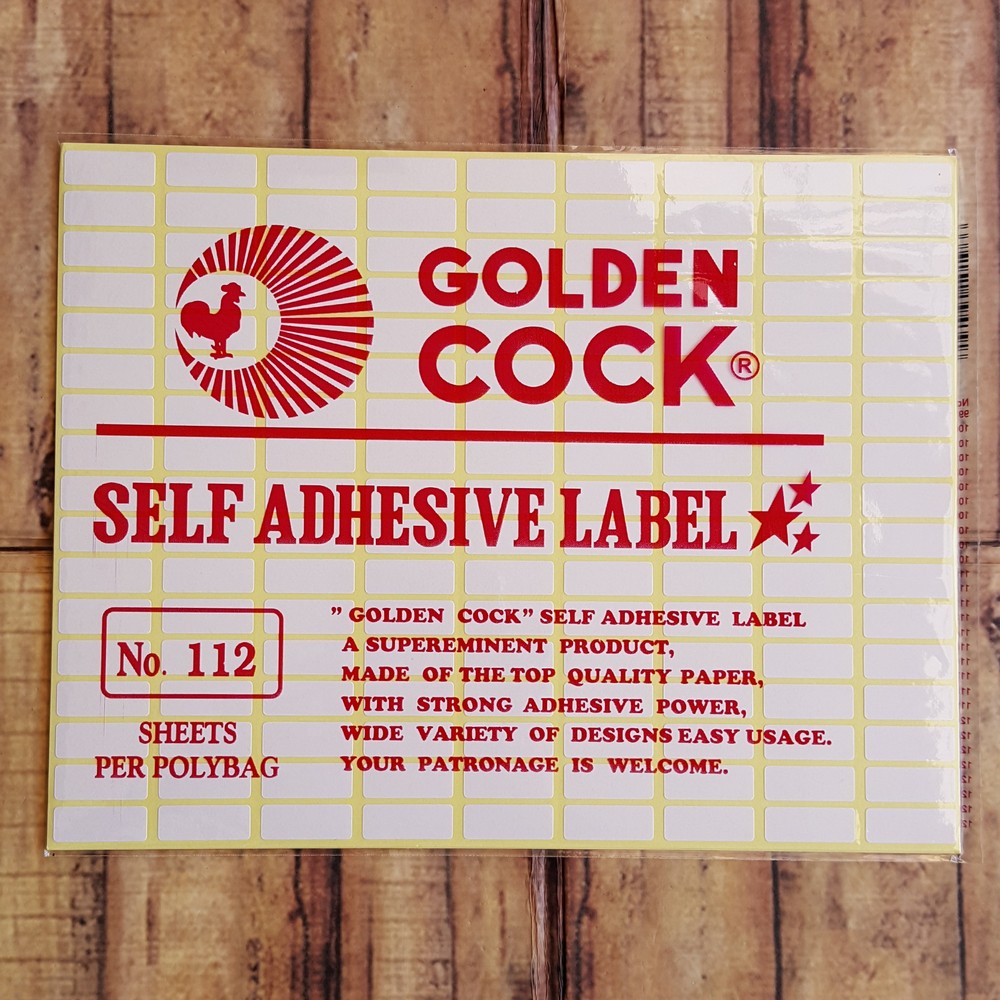 GOLDEN
COCK®
SELF ADHESIVE LABEL
No. 112
SHEETS
PER POLYBAG
” GOLDEN COCK” SELF ADHESIVE LABEL
A SUPEREMINENT PRODUCT,
MADE OF THE TOP QUALITY PAPER,
WITH STRONG ADHESIVE POWER,
WIDE VARIETY OF DESIGNS EASY USAGE.
YOUR PATRONAGE IS WELCOME.